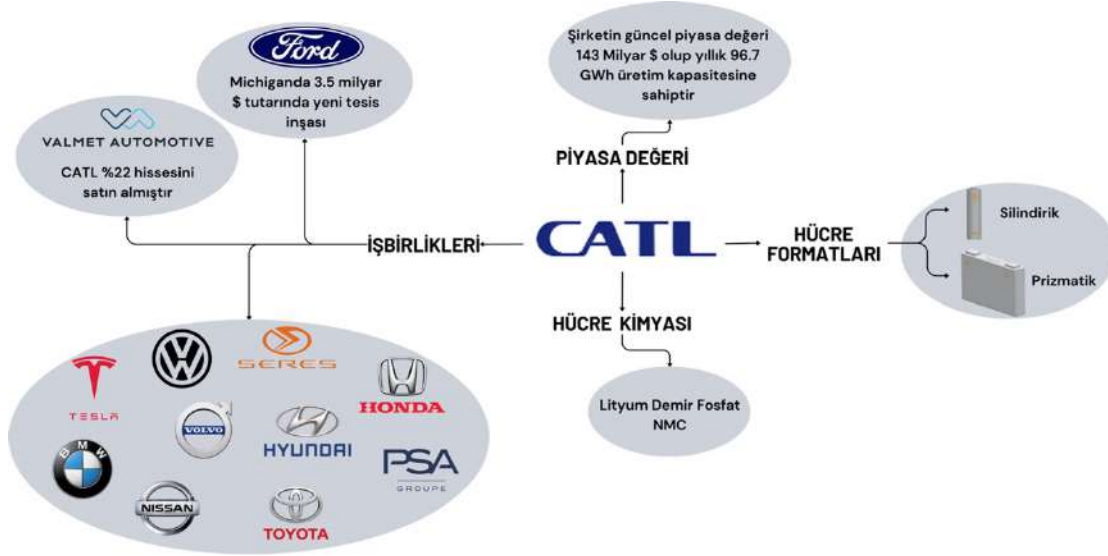 Ford
Michiganda 3.5 milyar
$ tutarında yeni tesis
inşası
Şirketin güncel piyasa değeri
143 Milyar $ olup yıllık 96.7
GWh üretim kapasitesine
sahiptir
VALMET AUTOMOTIVE
CATL %22 hissesini
satın almıştır
PİYASA DEĞERİ
İŞBİRLİKLERİ
CATL
HÜCRE
FORMATLARI
Silindirik
Prizmatik
HÜCRE KİMYASI
Lityum Demir Fosfat
NMC
TESLA
SERES
HONDA
VOLVO
HYUNDAI
BMW
PSA
GROUPE
NISSAN
TOYOTA